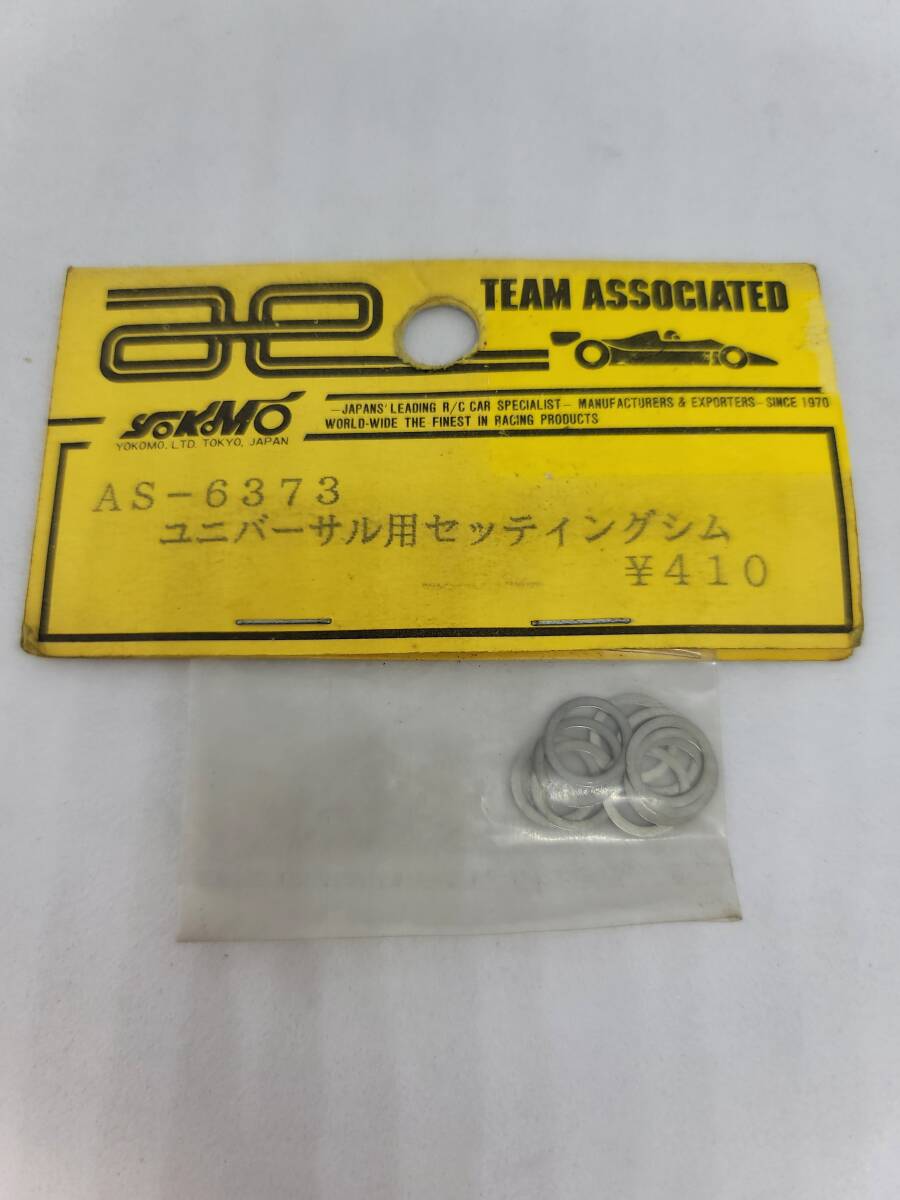 ae
TEAM ASSOCIATED
YOKOMO
YOKOMO. LTD. TOKYO, JAPAN
—JAPANS' LEADING R/C CAR SPECIALIST— MANUFACTURERS & EXPORTERS—SINCE 1970
WORLD-WIDE THE FINEST IN RACING PRODUCTS
AS-6373
ユニバーサル用セッティングシム
¥410